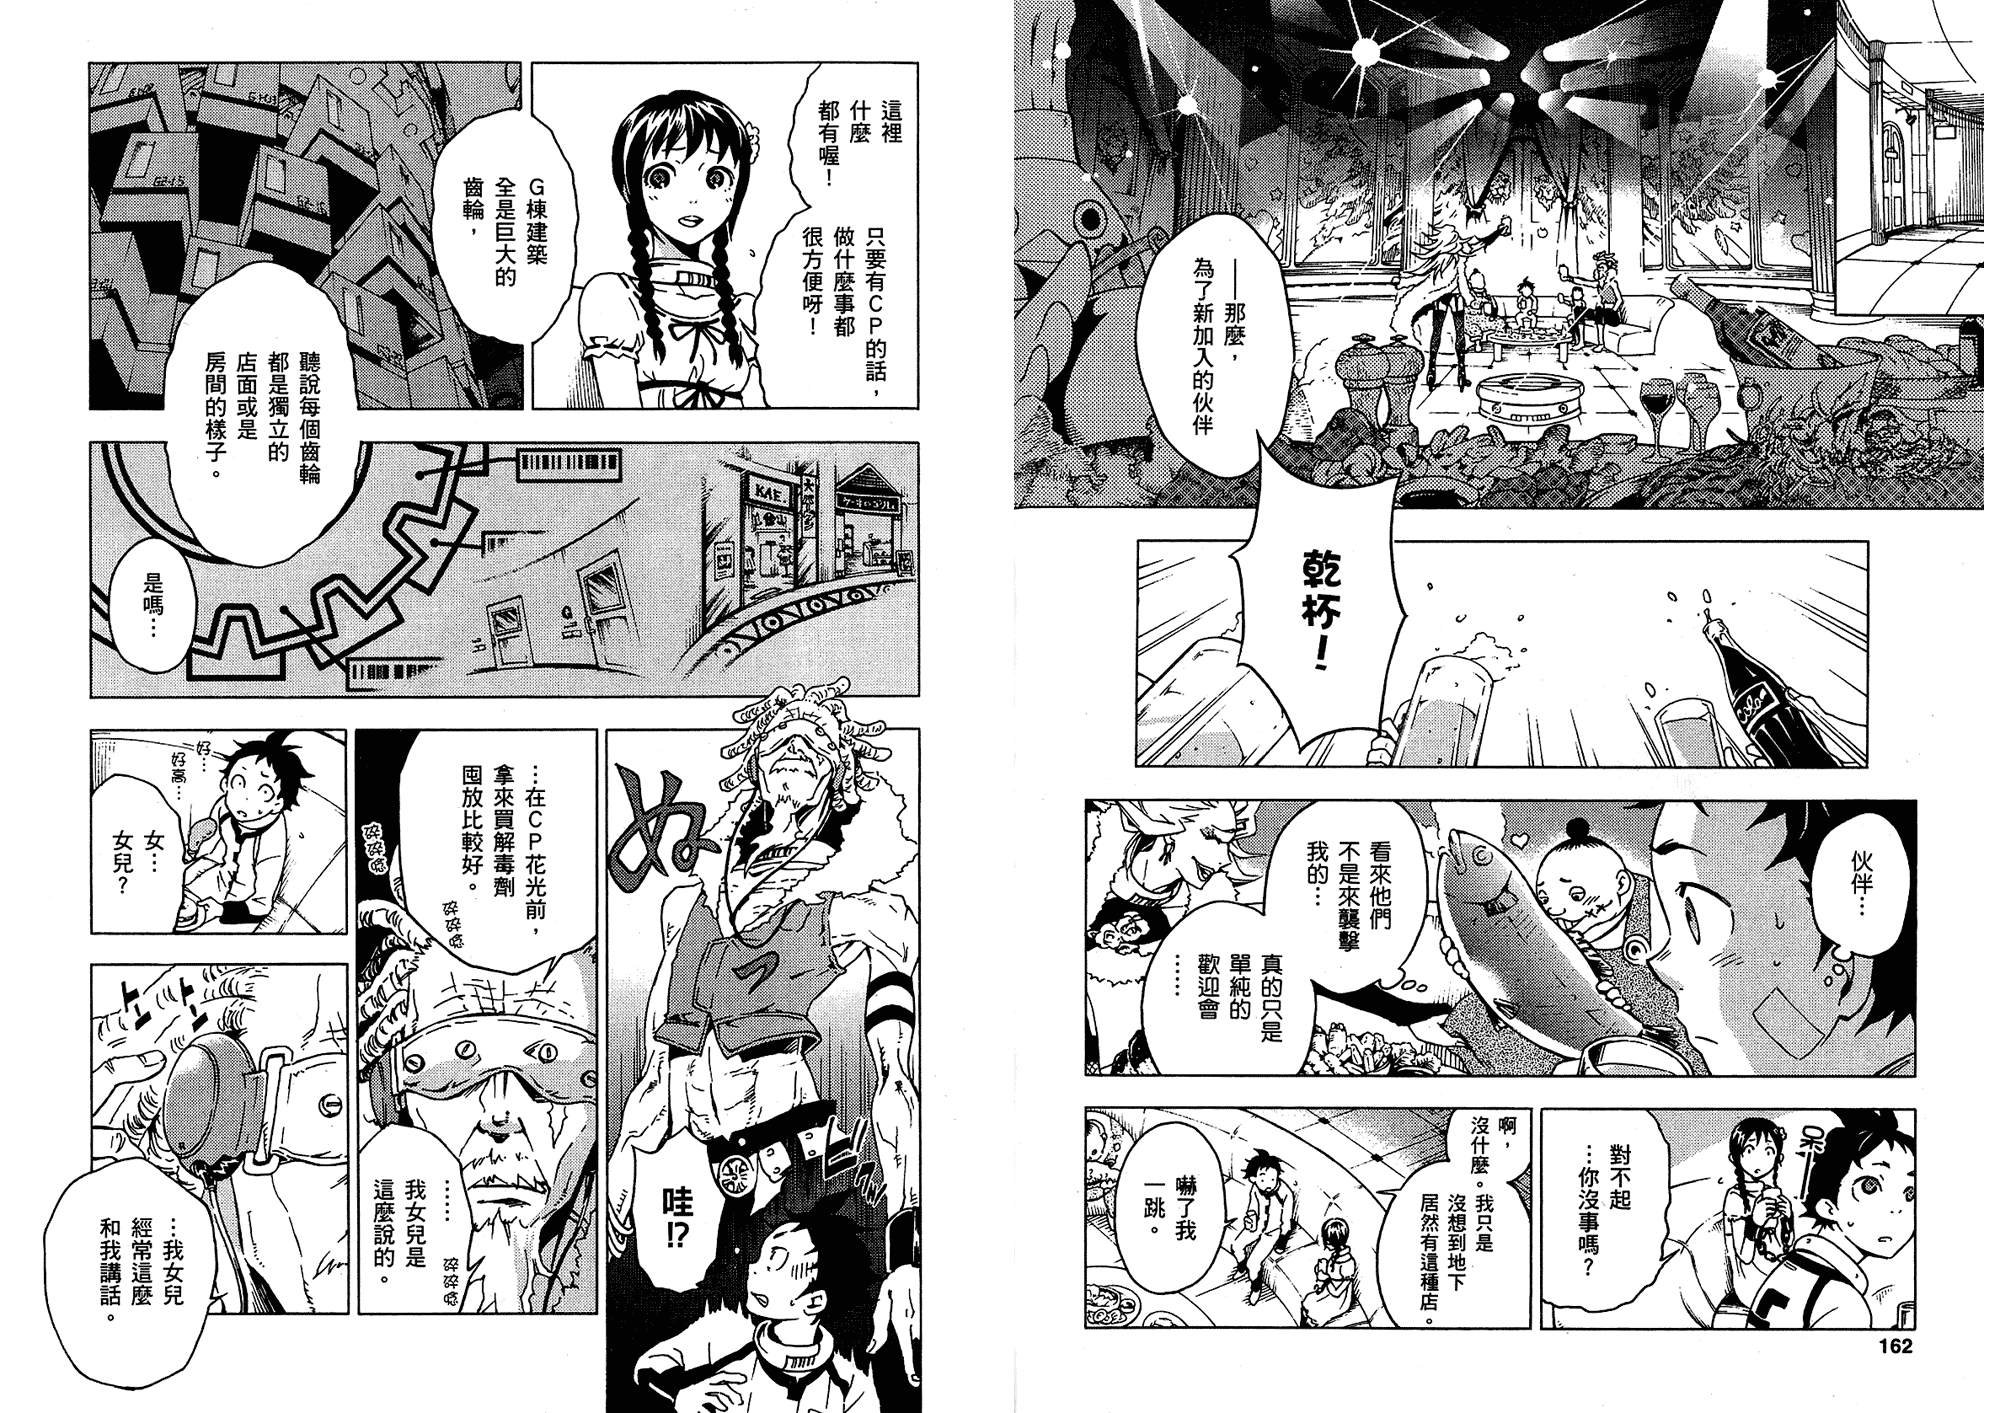 ——那麼，
為了新加入的伙伴
乾杯！
Cola
伙伴…
看來他們
不是來襲擊
我的…
真的只是
單純的
歡迎會
……
呆
對不起
…你沒事嗎？
啊，
沒什麼。我只是
沒想到地下
居然有這種店。
嚇了我
一跳。
162
這裡
什麼
都有喔！
只要有CP的話，
做什麼事都
很方便呀！
G棟建築
全是巨大的
齒輪，
聽說每個齒輪
都是獨立的
店面或是
房間的樣子。
KAE.
G
是嗎…
ぬっ
哇!?
…在CP花光前，
拿來買解毒劑
囤放比較好。
碎碎唸
碎碎唸
……
我女兒是
這麼說的。
碎碎唸
好…
好高…
女…
女兒？
トトト
…我女兒
經常這麼
和我講話。